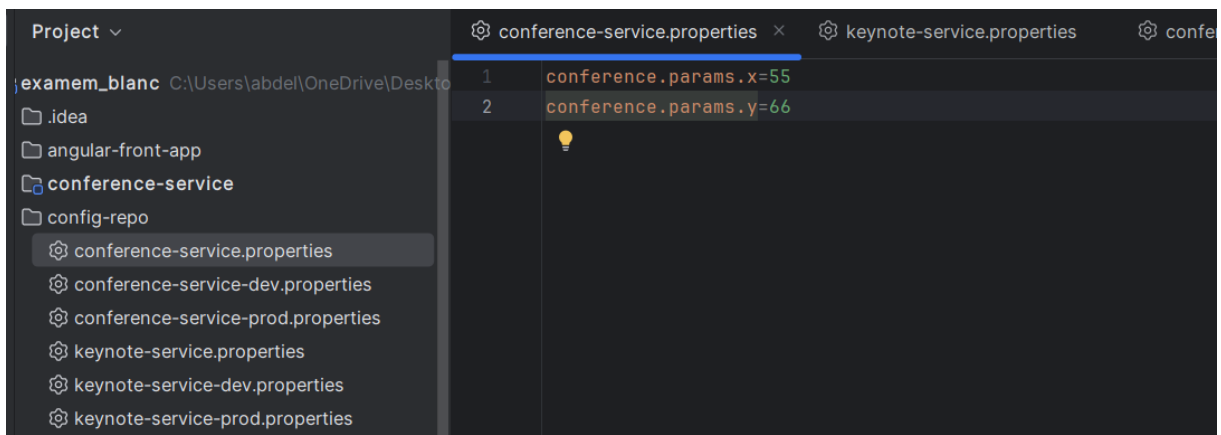 Project
conference-service.properties
keynote-service.properties
confe
examem_blanc C:\Users\abdel\OneDrive\Deskto
.idea
angular-front-app
conference-service
config-repo
conference-service.properties
conference-service-dev.properties
conference-service-prod.properties
keynote-service.properties
keynote-service-dev.properties
keynote-service-prod.properties
1 conference.params.x=55
2 conference.params.y=66